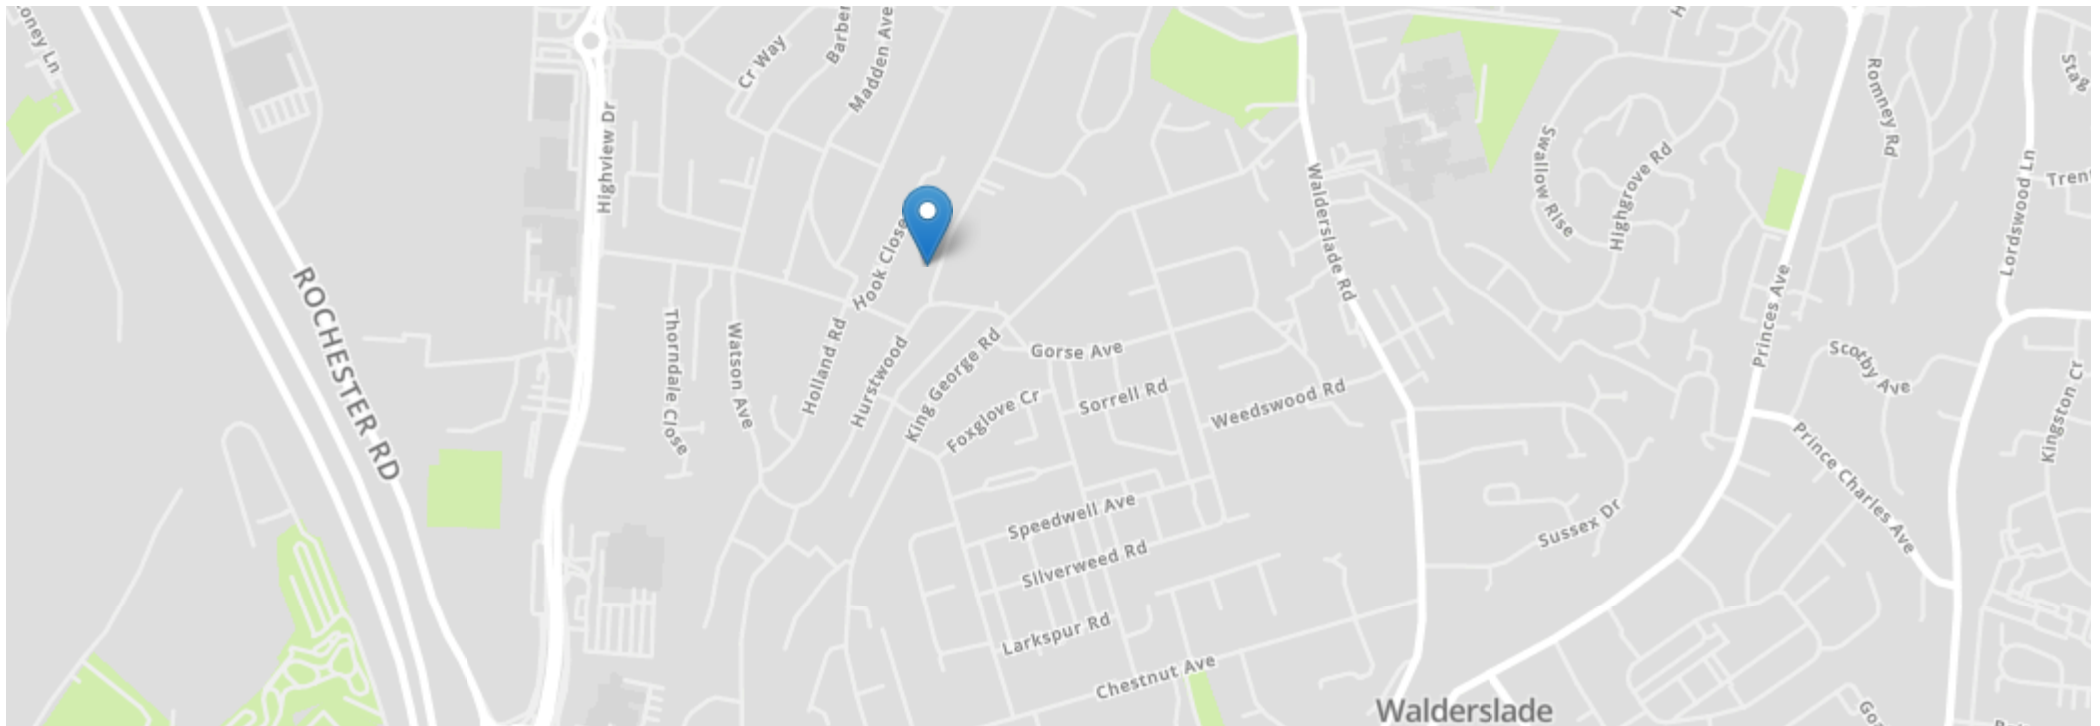 Cr Way
Madden Ave
Highview Dr
Romney Rd
Swallow Rise
Highgrove Rd
Lordswood Ln
Walderslade Rd
Hook Close
ROCHESTER RD
Princes Ave
Thorndale Close
Watson Ave
Holland Rd
Hurstwood
King George Rd
Gorse Ave
Foxglove Cr
Sorrell Rd
Weedswood Rd
Scotby Ave
Kingston Cr
Prince Charles Ave
Speedwell Ave
Silverweed Rd
Sussex Dr
Larkspur Rd
Chestnut Ave
Walderslade